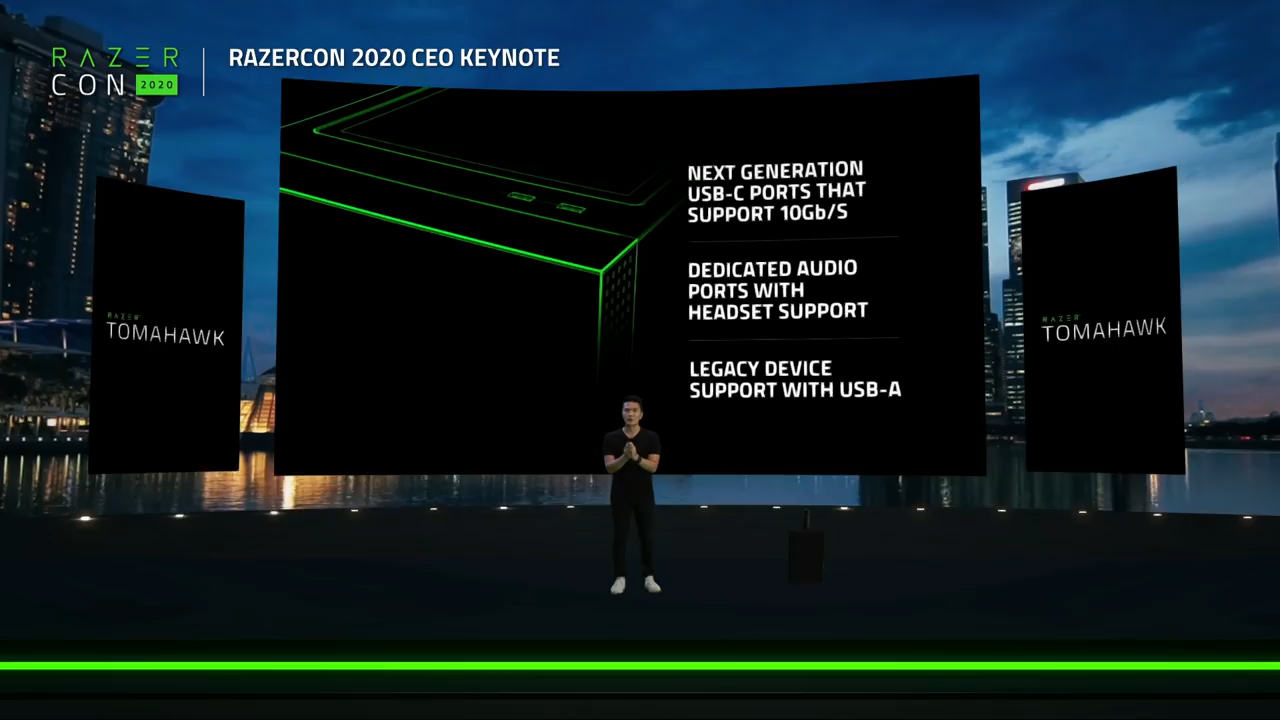 RAZER
CON 2020
RAZERCON 2020 CEO KEYNOTE
NEXT GENERATION
USB-C PORTS THAT
SUPPORT 10Gb/S
DEDICATED AUDIO
PORTS WITH
HEADSET SUPPORT
LEGACY DEVICE
SUPPORT WITH USB-A
RAZER
TOMAHAWK
RAZER
TOMAHAWK